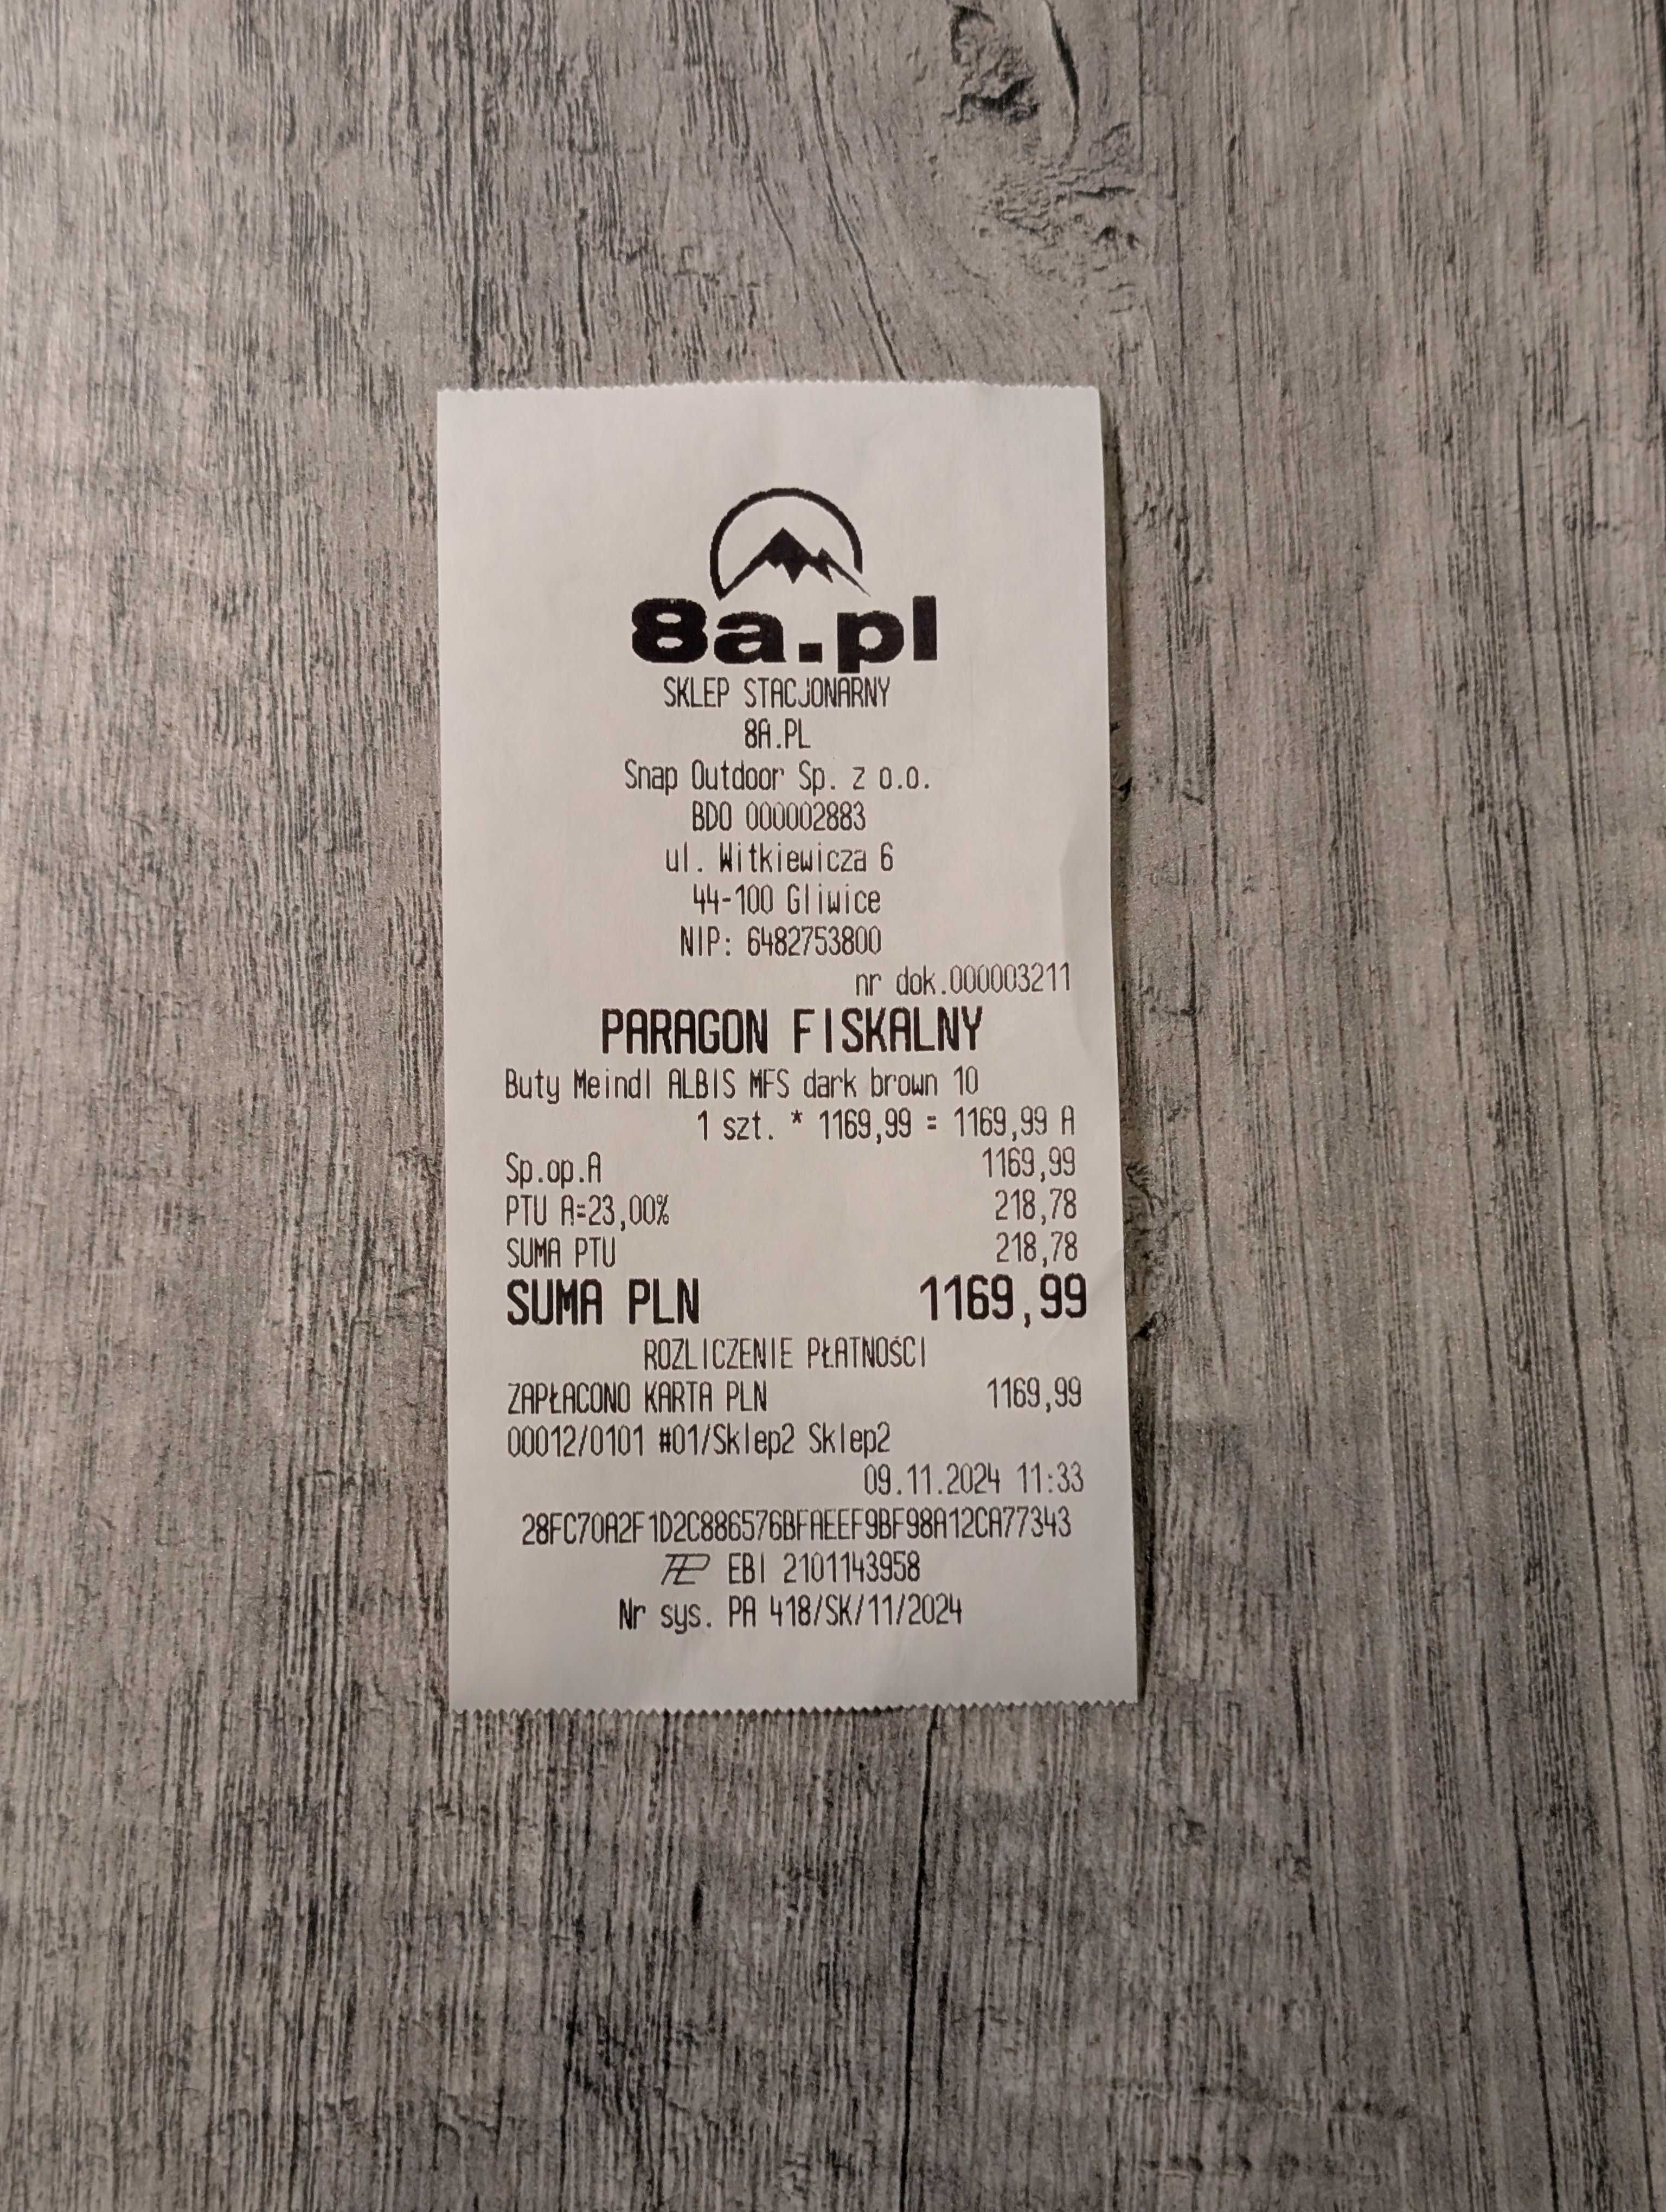 8a.pl
SKLEP STACJONARNY
8A.PL
Snap Outdoor Sp. z o.o.
BDO 000002883
ul. Witkiewicza 6
44-100 Gliwice
NIP: 6482753800
nr dok.000003211
PARAGON FISKALNY
Buty Meindl ALBIS MFS dark brown 10
1 szt. * 1169,99 = 1169,99 A
Sp.op.A 1169,99
PTU A=23,00% 218,78
SUMA PTU 218,78
SUMA PLN 1169,99
ROZLICZENIE PŁATNOŚCI
ZAPŁACONO KARTA PLN 1169,99
00012/0101 #01/Sklep2 Sklep2
09.11.2024 11:33
28FC70A2F1D2C886576BFAEEF9BF98A12CA77343
EBI 2101143958
Nr sys. PA 418/SK/11/2024